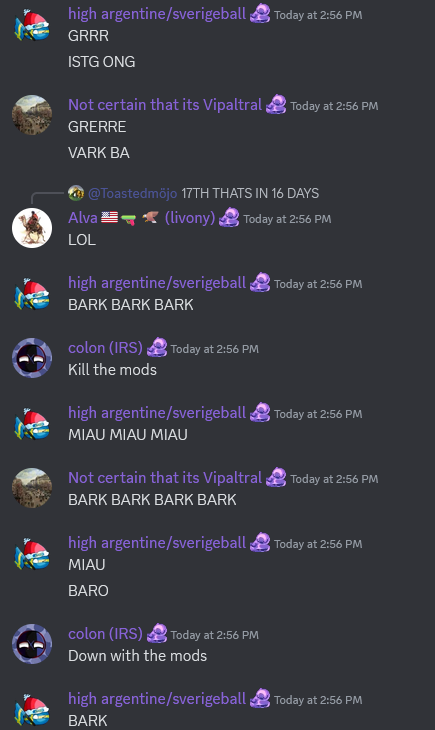 high argentine/sverigeball Today at 2:56 PM
GRRR
ISTG ONG
Not certain that its Vipaltral Today at 2:56 PM
GRERRE
VARK BA
@Toastedmöjo 17TH THATS IN 16 DAYS
Alva (livony) Today at 2:56 PM
LOL
high argentine/sverigeball Today at 2:56 PM
BARK BARK BARK
colon (IRS) Today at 2:56 PM
Kill the mods
high argentine/sverigeball Today at 2:56 PM
MIAU MIAU MIAU
Not certain that its Vipaltral Today at 2:56 PM
BARK BARK BARK BARK
high argentine/sverigeball Today at 2:56 PM
MIAU
BARO
colon (IRS) Today at 2:56 PM
Down with the mods
high argentine/sverigeball Today at 2:56 PM
BARK